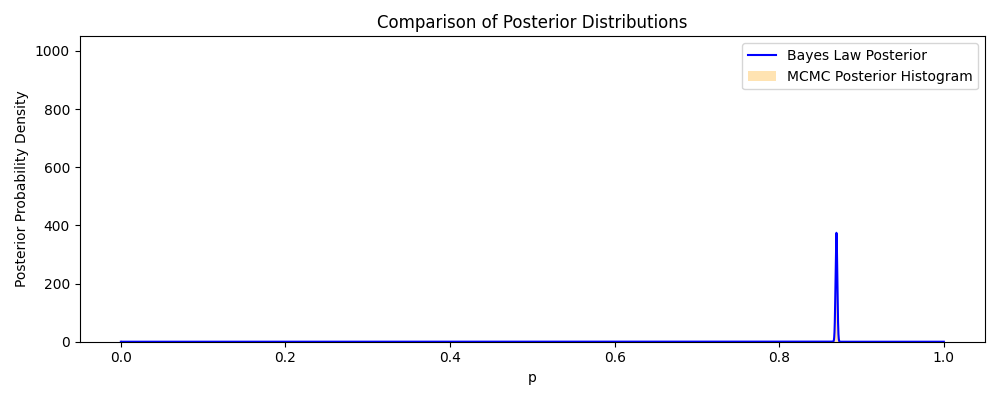 Comparison of Posterior Distributions
Bayes Law Posterior
MCMC Posterior Histogram
Posterior Probability Density
1000
800
600
400
200
0
0.0 0.2 0.4 0.6 0.8 1.0
p